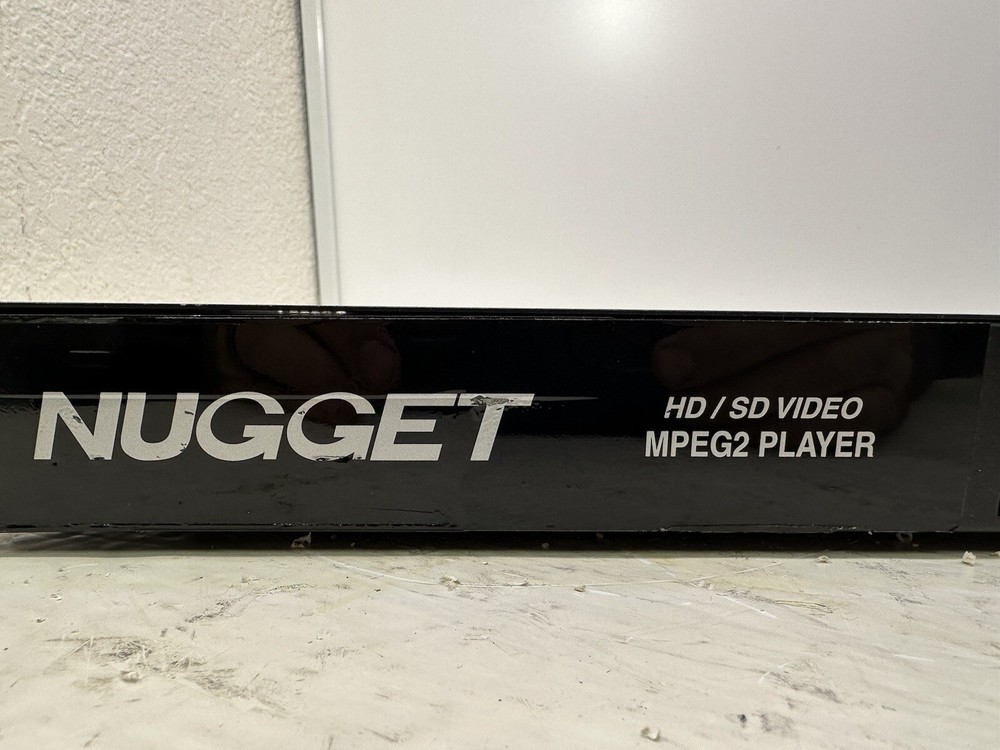 NUGGET
HD / SD VIDEO
MPEG2 PLAYER